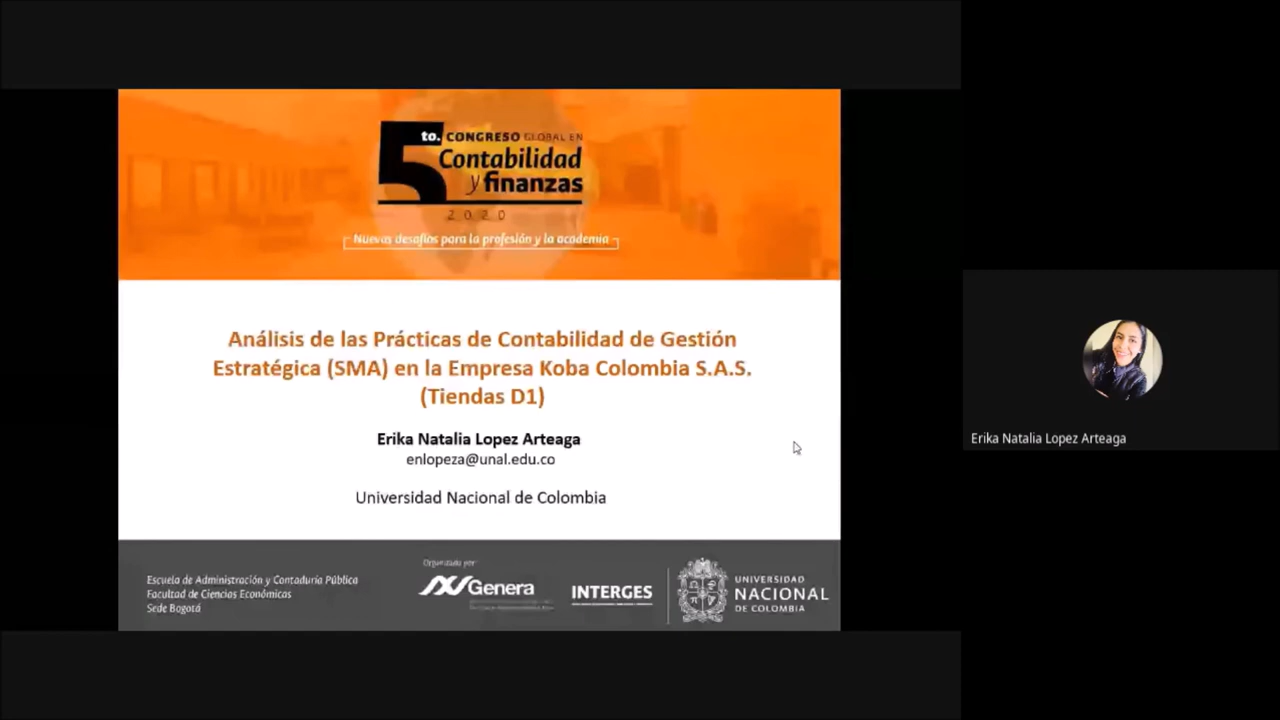 to. CONGRESO GLOBAL EN
5 Contabilidad
y finanzas
2020
Nuevos desafíos para la profesión y la academia
Análisis de las Prácticas de Contabilidad de Gestión
Estratégica (SMA) en la Empresa Koba Colombia S.A.S.
(Tiendas D1)
Erika Natalia Lopez Arteaga
enlopeza@unal.edu.co
Universidad Nacional de Colombia
Escuela de Administración y Contaduría Pública
Facultad de Ciencias Económicas
Sede Bogotá
Organizado por
Genera
INTERGES
UNIVERSIDAD
NACIONAL
DE COLOMBIA
Erika Natalia Lopez Arteaga